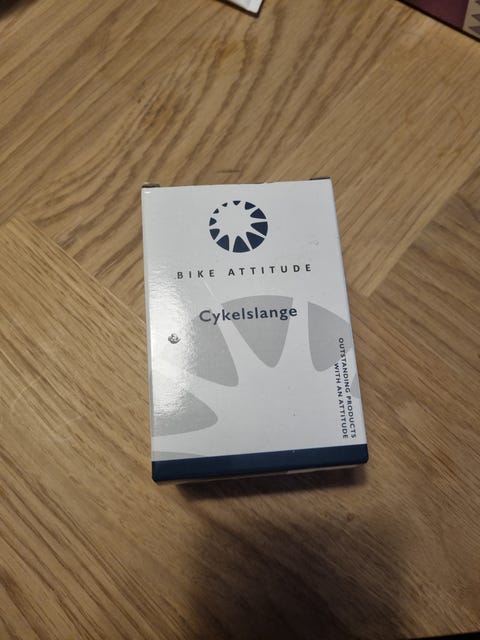 BIKE ATTITUDE
Cykelslange
OUTSTANDING PRODUCTS
WITH AN ATTITUDE